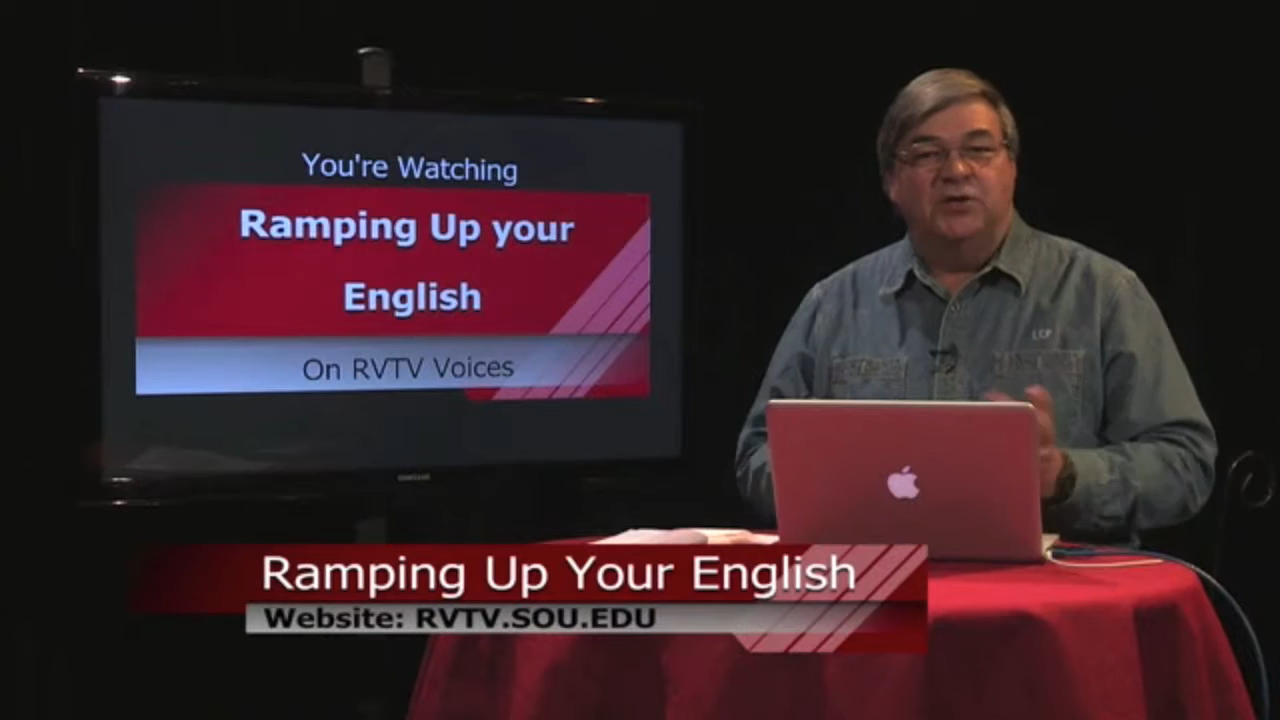 You're Watching
Ramping Up your
English
On RVTV Voices
Ramping Up Your English
Website: RVTV.SOU.EDU